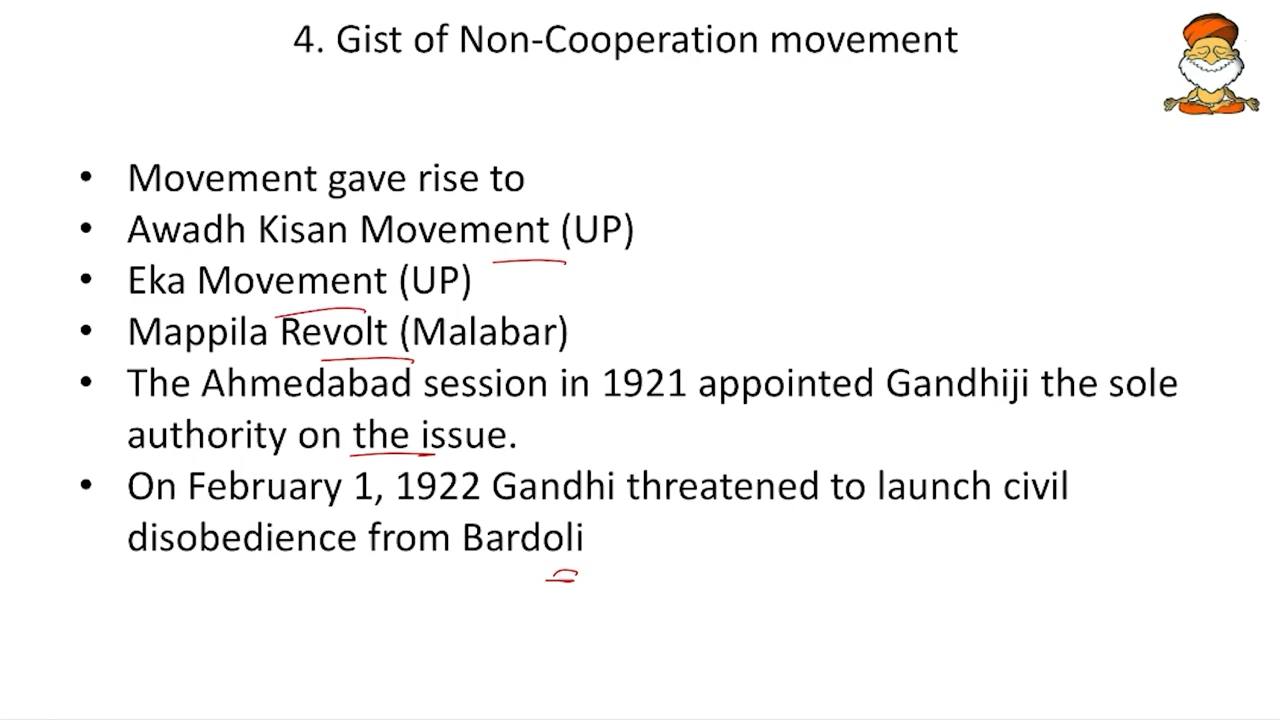 4. Gist of Non-Cooperation movement
• Movement gave rise to
• Awadh Kisan Movement (UP)
• Eka Movement (UP)
• Mappila Revolt (Malabar)
• The Ahmedabad session in 1921 appointed Gandhiji the sole
authority on the issue.
• On February 1, 1922 Gandhi threatened to launch civil
disobedience from Bardoli